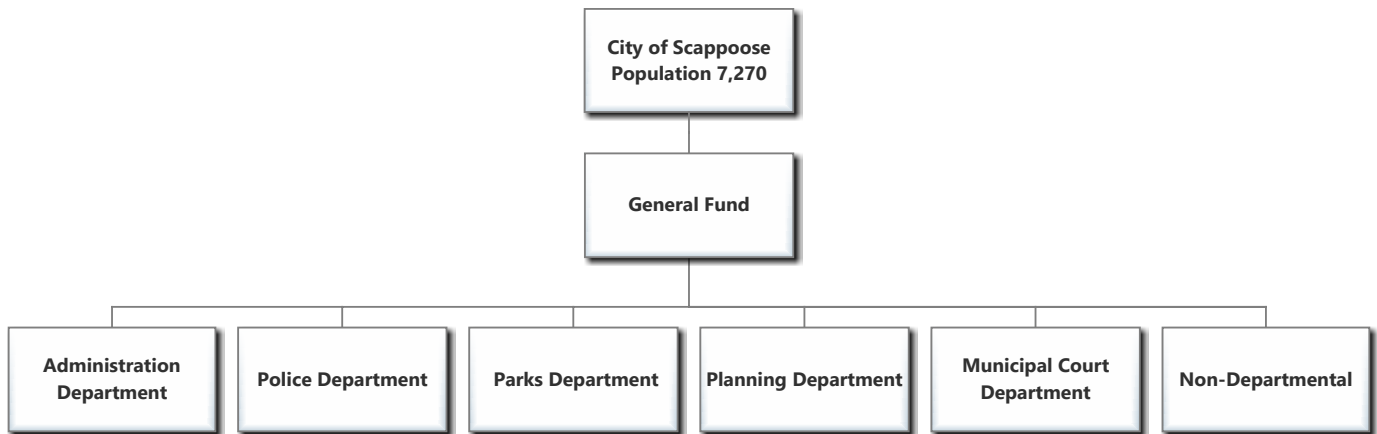 City of Scappoose
Population 7,270
General Fund
Administration
Department
Police Department
Parks Department
Planning Department
Municipal Court
Department
Non-Departmental